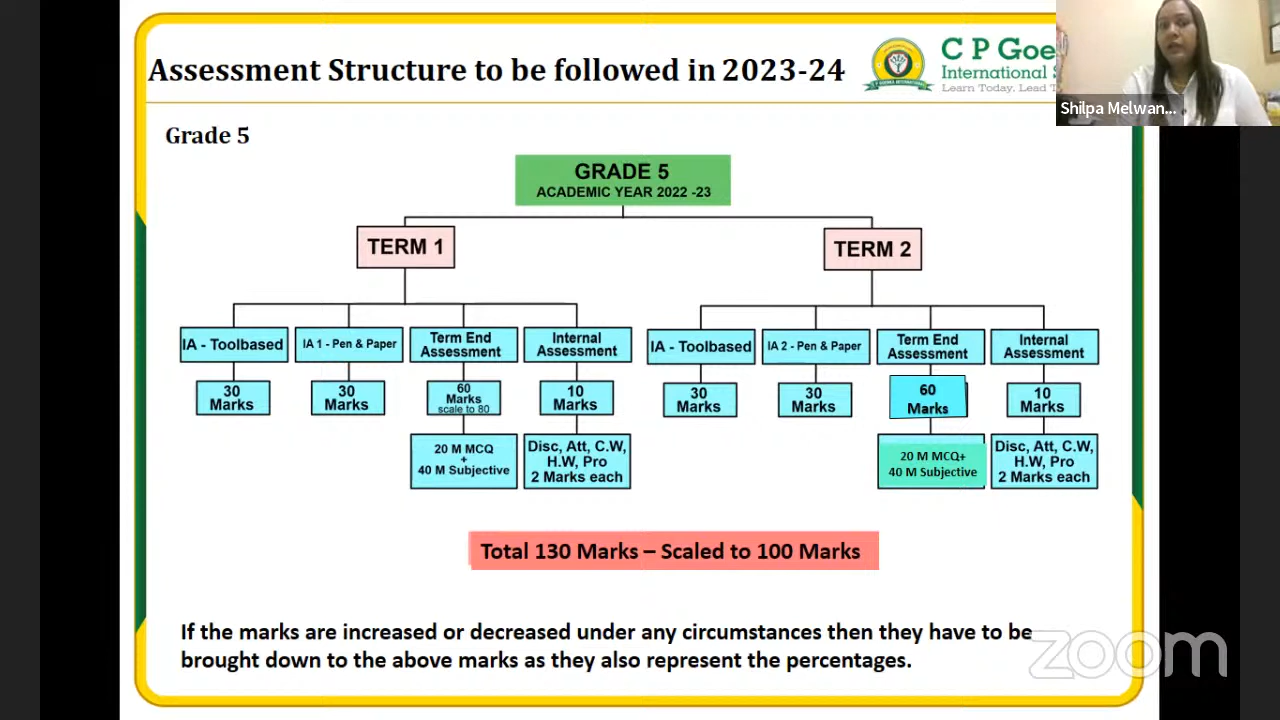 Assessment Structure to be followed in 2023-24
C P Goe
International S
Learn Today, Lead T
Shilpa Melwan...
Grade 5
GRADE 5
ACADEMIC YEAR 2022 -23
TERM 1
TERM 2
IA - Toolbased
IA 1 - Pen & Paper
Term End
Assessment
Internal
Assessment
IA - Toolbased
IA 2 - Pen & Paper
Term End
Assessment
Internal
Assessment
30
Marks
30
Marks
60
Marks
scale to 80
10
Marks
30
Marks
30
Marks
60
Marks
10
Marks
20 M MCQ
+
40 M Subjective
Disc, Att, C.W,
H.W, Pro
2 Marks each
20 M MCQ+
40 M Subjective
Disc, Att, C.W,
H.W, Pro
2 Marks each
Total 130 Marks – Scaled to 100 Marks
If the marks are increased or decreased under any circumstances then they have to be
brought down to the above marks as they also represent the percentages.
zoom